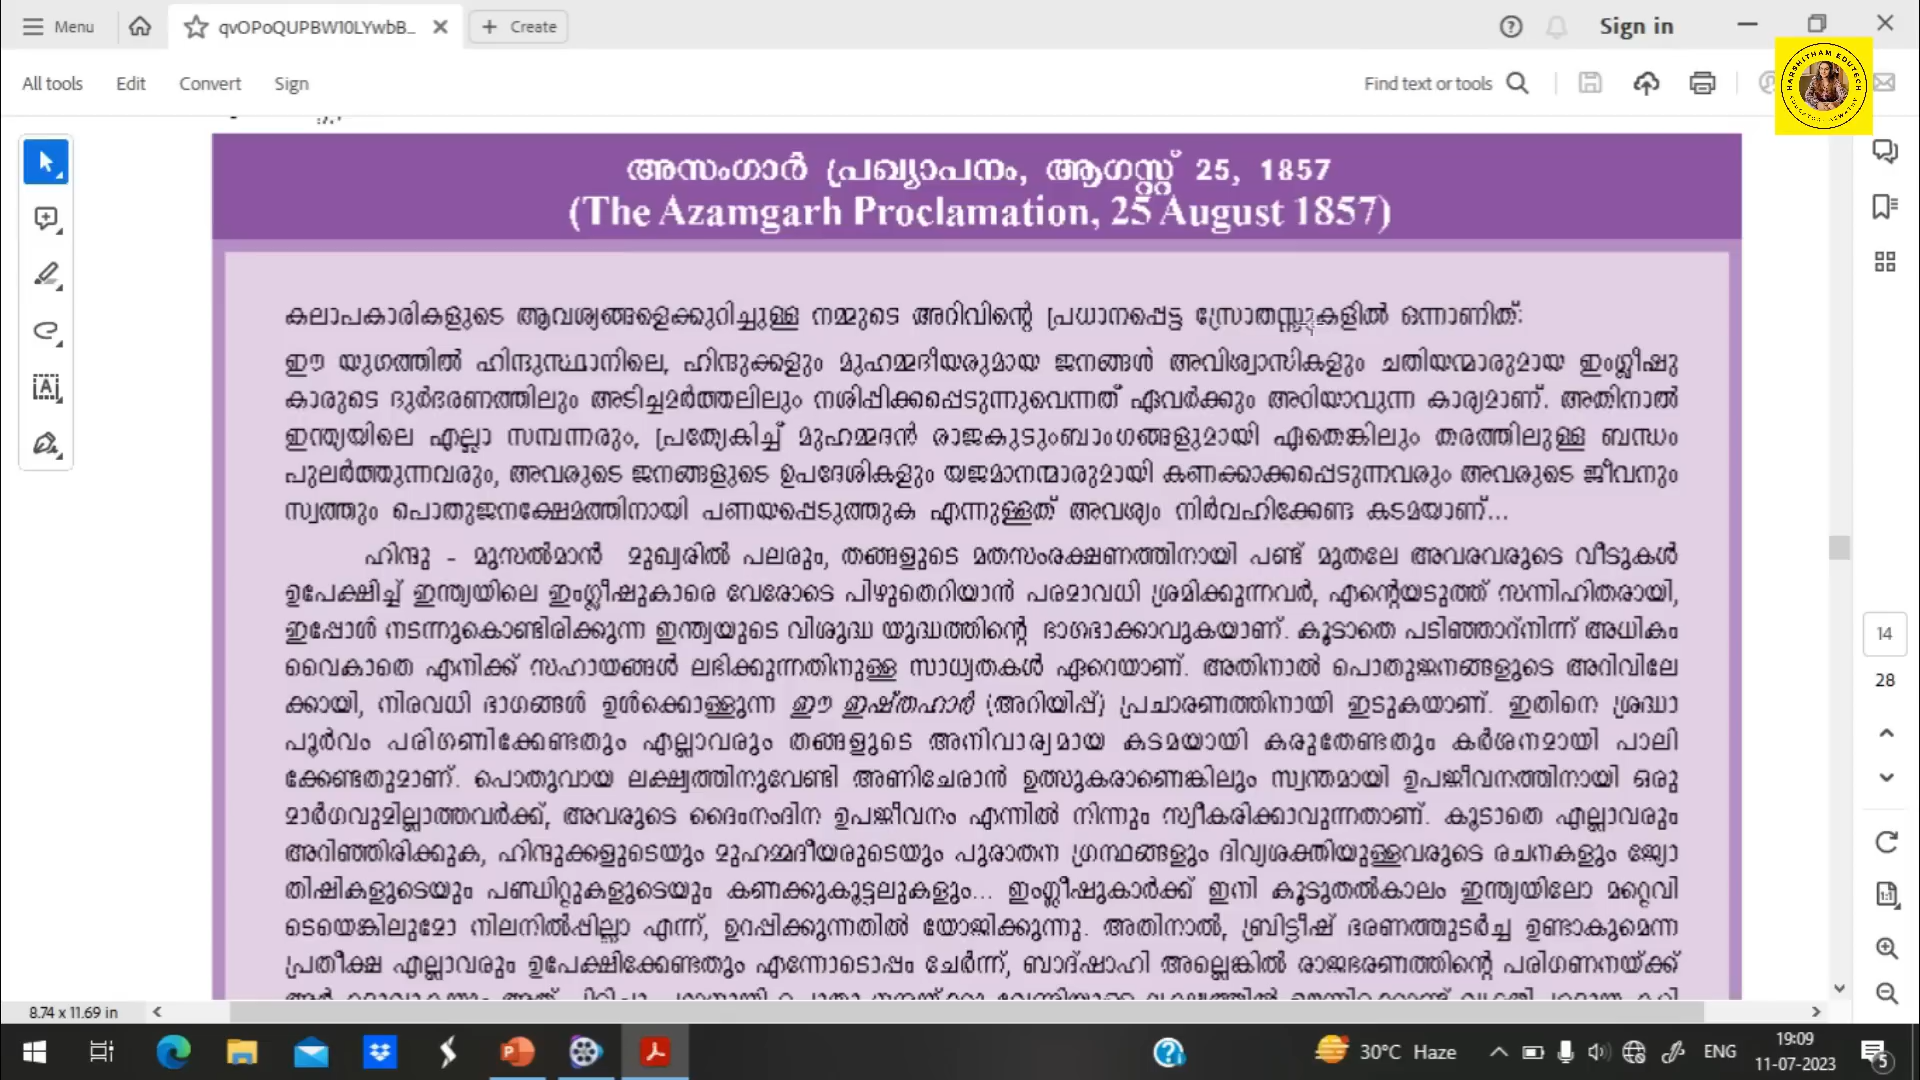 Menu
qvOPoQUPBW10LYwbB...
Create
Sign in
All tools Edit Convert Sign
Find text or tools
HARSHITHAM EDUTECH
അസംഗാർ പ്രഖ്യാപനം, ആഗസ്റ്റ് 25, 1857
(The Azamgarh Proclamation, 25 August 1857)
കലാപകാരികളുടെ ആവശ്യങ്ങളെക്കുറിച്ചുള്ള നമ്മുടെ അറിവിന്റെ പ്രധാനപ്പെട്ട സ്രോതസ്സുകളിൽ ഒന്നാണിത്:
ഈ യുഗത്തിൽ ഹിന്ദുസ്ഥാനിലെ, ഹിന്ദുക്കളും മുഹമ്മദീയരുമായ ജനങ്ങൾ അവിശ്വാസികളും ചതിയന്മാരുമായ ഇംഗ്ലീഷു
കാരുടെ ദുർഭരണത്തിലും അടിച്ചമർത്തലിലും നശിപ്പിക്കപ്പെടുന്നുവെന്നത് ഏവർക്കും അറിയാവുന്ന കാര്യമാണ്. അതിനാൽ
ഇന്ത്യയിലെ എല്ലാ സമ്പന്നരും, പ്രത്യേകിച്ച് മുഹമ്മദൻ രാജകുടുംബാംഗങ്ങളുമായി ഏതെങ്കിലും തരത്തിലുള്ള ബന്ധം
പുലർത്തുന്നവരും, അവരുടെ ജനങ്ങളുടെ ഉപദേശികളും യജമാനന്മാരുമായി കണക്കാക്കപ്പെടുന്നവരും അവരുടെ ജീവനും
സ്വത്തും പൊതുജനക്ഷേമത്തിനായി പണയപ്പെടുത്തുക എന്നുള്ളത് അവശ്യം നിർവഹിക്കേണ്ട കടമയാണ്...
ഹിന്ദു - മുസൽമാൻ മുഖ്യരിൽ പലരും, തങ്ങളുടെ മതസംരക്ഷണത്തിനായി പണ്ട് മുതലേ അവരവരുടെ വീടുകൾ
ഉപേക്ഷിച്ച് ഇന്ത്യയിലെ ഇംഗ്ലീഷുകാരെ വേരോടെ പിഴുതെറിയാൻ പരമാവധി ശ്രമിക്കുന്നവർ, എന്റെയടുത്ത് സന്നിഹിതരായി,
ഇപ്പോൾ നടന്നുകൊണ്ടിരിക്കുന്ന ഇന്ത്യയുടെ വിശുദ്ധ യുദ്ധത്തിന്റെ ഭാഗഭാക്കാവുകയാണ്. കൂടാതെ പടിഞ്ഞാറ്നിന്ന് അധികം
വൈകാതെ എനിക്ക് സഹായങ്ങൾ ലഭിക്കുന്നതിനുള്ള സാധ്യതകൾ ഏറെയാണ്. അതിനാൽ പൊതുജനങ്ങളുടെ അറിവിലേ
ക്കായി, നിരവധി ഭാഗങ്ങൾ ഉൾക്കൊള്ളുന്ന ഈ ഇഷ്തഹാർ (അറിയിപ്പ്) പ്രചാരണത്തിനായി ഇടുകയാണ്. ഇതിനെ ശ്രദ്ധാ
പൂർവം പരിഗണിക്കേണ്ടതും എല്ലാവരും തങ്ങളുടെ അനിവാര്യമായ കടമയായി കരുതേണ്ടതും കർശനമായി പാലി
ക്കേണ്ടതുമാണ്. പൊതുവായ ലക്ഷ്യത്തിനുവേണ്ടി അണിചേരാൻ ഉത്സുകരാണെങ്കിലും സ്വന്തമായി ഉപജീവനത്തിനായി ഒരു
മാർഗവുമില്ലാത്തവർക്ക്, അവരുടെ ദൈനംദിന ഉപജീവനം എന്നിൽ നിന്നും സ്വീകരിക്കാവുന്നതാണ്. കൂടാതെ എല്ലാവരും
അറിഞ്ഞിരിക്കുക, ഹിന്ദുക്കളുടെയും മുഹമ്മദീയരുടെയും പുരാതന ഗ്രന്ഥങ്ങളും ദിവ്യശക്തിയുള്ളവരുടെ രചനകളും ജ്യോ
തിഷികളുടെയും പണ്ഡിറ്റുകളുടെയും കണക്കുകൂട്ടലുകളും... ഇംഗ്ലീഷുകാർക്ക് ഇനി കൂടുതൽകാലം ഇന്ത്യയിലോ മറ്റെവി
ടെയെങ്കിലുമോ നിലനിൽപ്പില്ലാ എന്ന്, ഉറപ്പിക്കുന്നതിൽ യോജിക്കുന്നു. അതിനാൽ, ബ്രിട്ടീഷ് ഭരണത്തുടർച്ച ഉണ്ടാകുമെന്ന
പ്രതീക്ഷ എല്ലാവരും ഉപേക്ഷിക്കേണ്ടതും എന്നോടൊപ്പം ചേർന്ന്, ബാദ്ഷാഹി അല്ലെങ്കിൽ രാജഭരണത്തിന്റെ പരിഗണനയ്ക്ക്
14
28
8.74 x 11.69 in
30°C Haze
ENG
19:09
11-07-2023
5